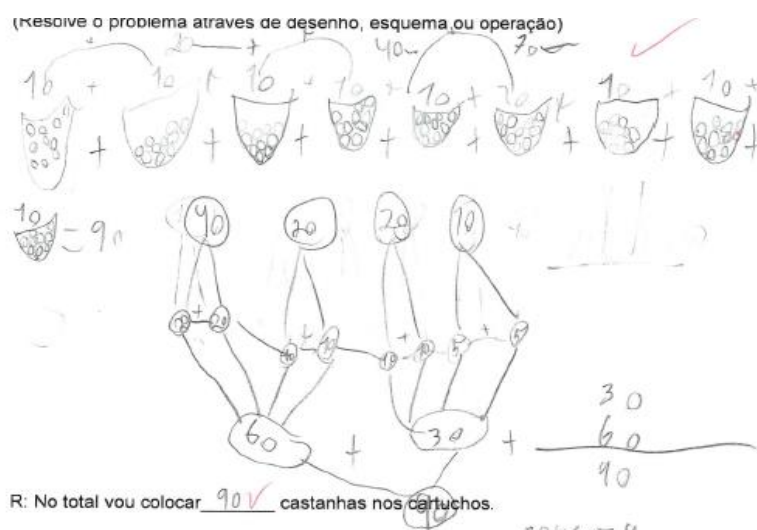 (Resolve o problema através de desenho, esquema ou operação)
20 + 40 70
10 + 10 + 10 + 10 + 10 + 10 + 10 + 10 +
+ + + + + + + +
10 = 90
40 20 20 10
20 + 20 10 + 10 10 + 10 5 + 5
60 + 30 +
30
60
90
90
R: No total vou colocar 90 castanhas nos cartuchos.